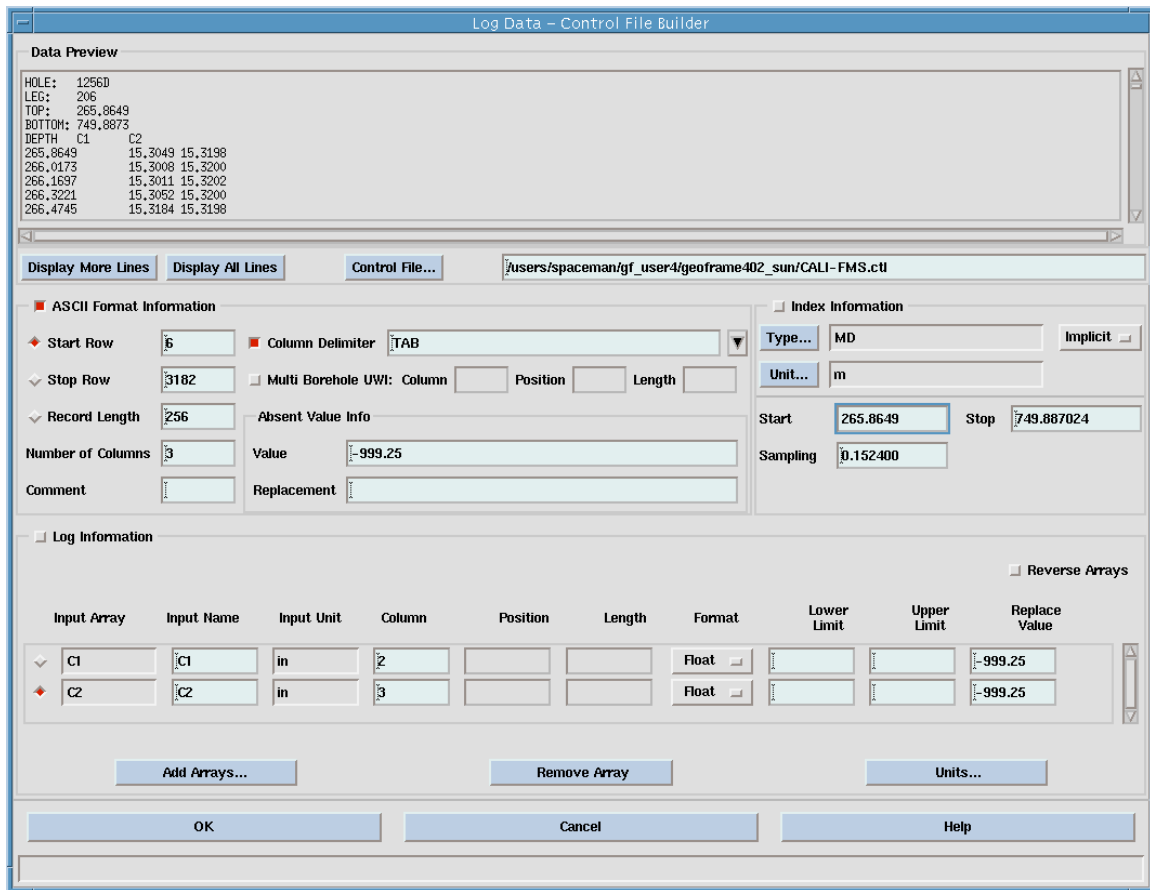 Log Data – Control File Builder
Data Preview
HOLE: 1256D
LEG: 206
TOP: 265.8649
BOTTOM: 749.8873
DEPTH C1 C2
265.8649 15.3049 15.3198
266.0173 15.3008 15.3200
266.1697 15.3011 15.3202
266.3221 15.3052 15.3200
266.4745 15.3184 15.3198
Display More Lines Display All Lines Control File... /users/spaceman/gf_user4/geoframe402_sun/CALI-FMS.ctl
ASCII Format Information
Start Row 6 Column Delimiter TAB
Stop Row 3182 Multi Borehole UWI: Column Position Length
Record Length 256 Absent Value Info
Number of Columns 3 Value -999.25
Comment Replacement
Index Information
Type... MD Implicit
Unit... m
Start 265.8649 Stop 749.887024
Sampling 0.152400
Log Information
Reverse Arrays
Input Array Input Name Input Unit Column Position Length Format Lower Limit Upper Limit Replace Value
C1 C1 in 2 Float -999.25
C2 C2 in 3 Float -999.25
Add Arrays... Remove Array Units...
OK Cancel Help